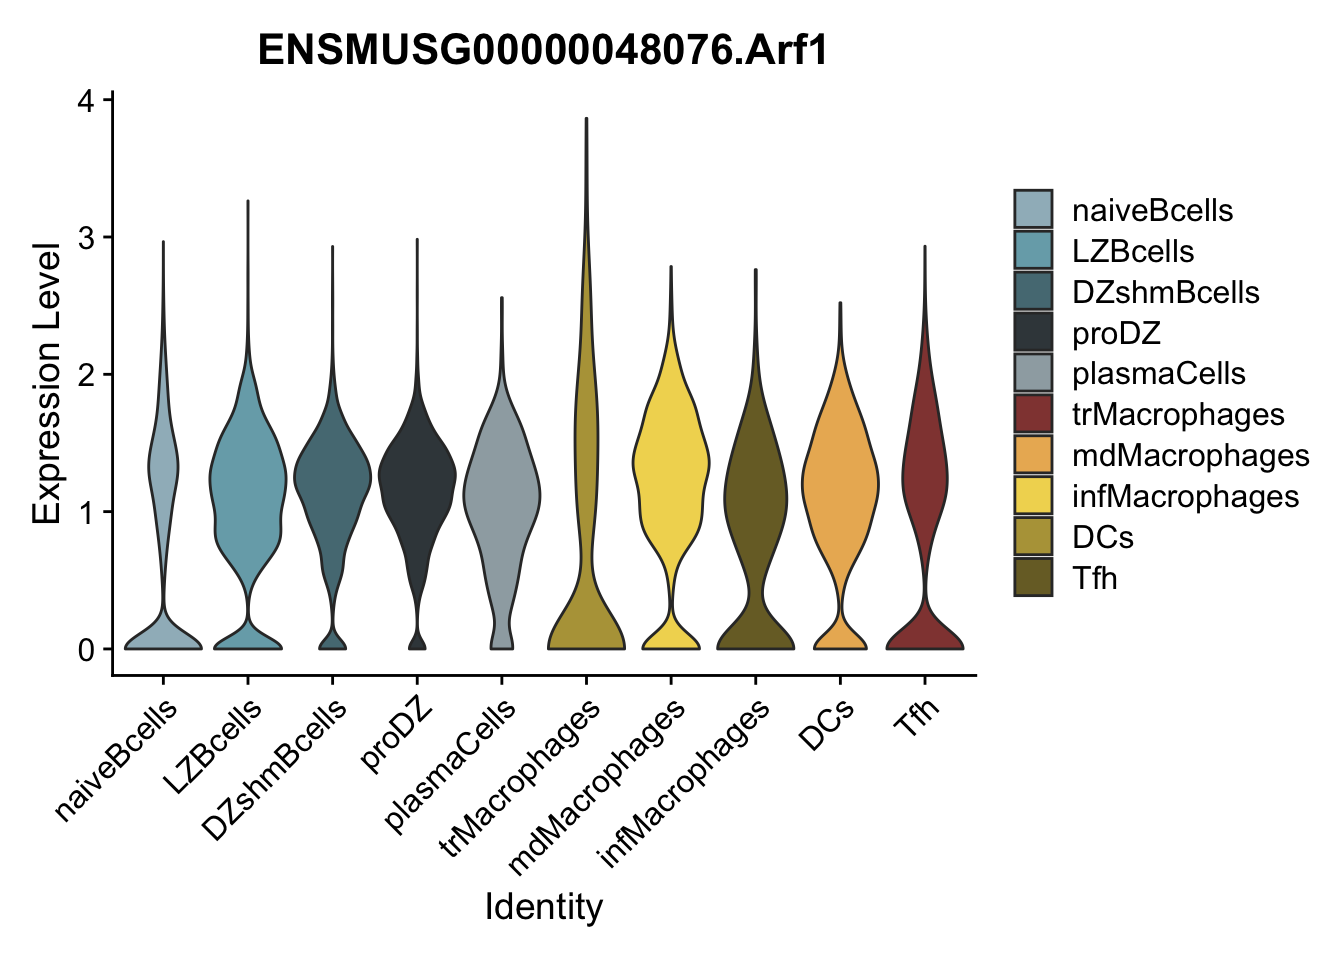 ENSMUSG00000048076.Arf1
Expression Level
4
3
2
1
0
naiveBcells
LZBcells
DZshmBcells
proDZ
plasmaCells
trMacrophages
mdMacrophages
infMacrophages
DCs
Tfh
Identity
naiveBcells
LZBcells
DZshmBcells
proDZ
plasmaCells
trMacrophages
mdMacrophages
infMacrophages
DCs
Tfh